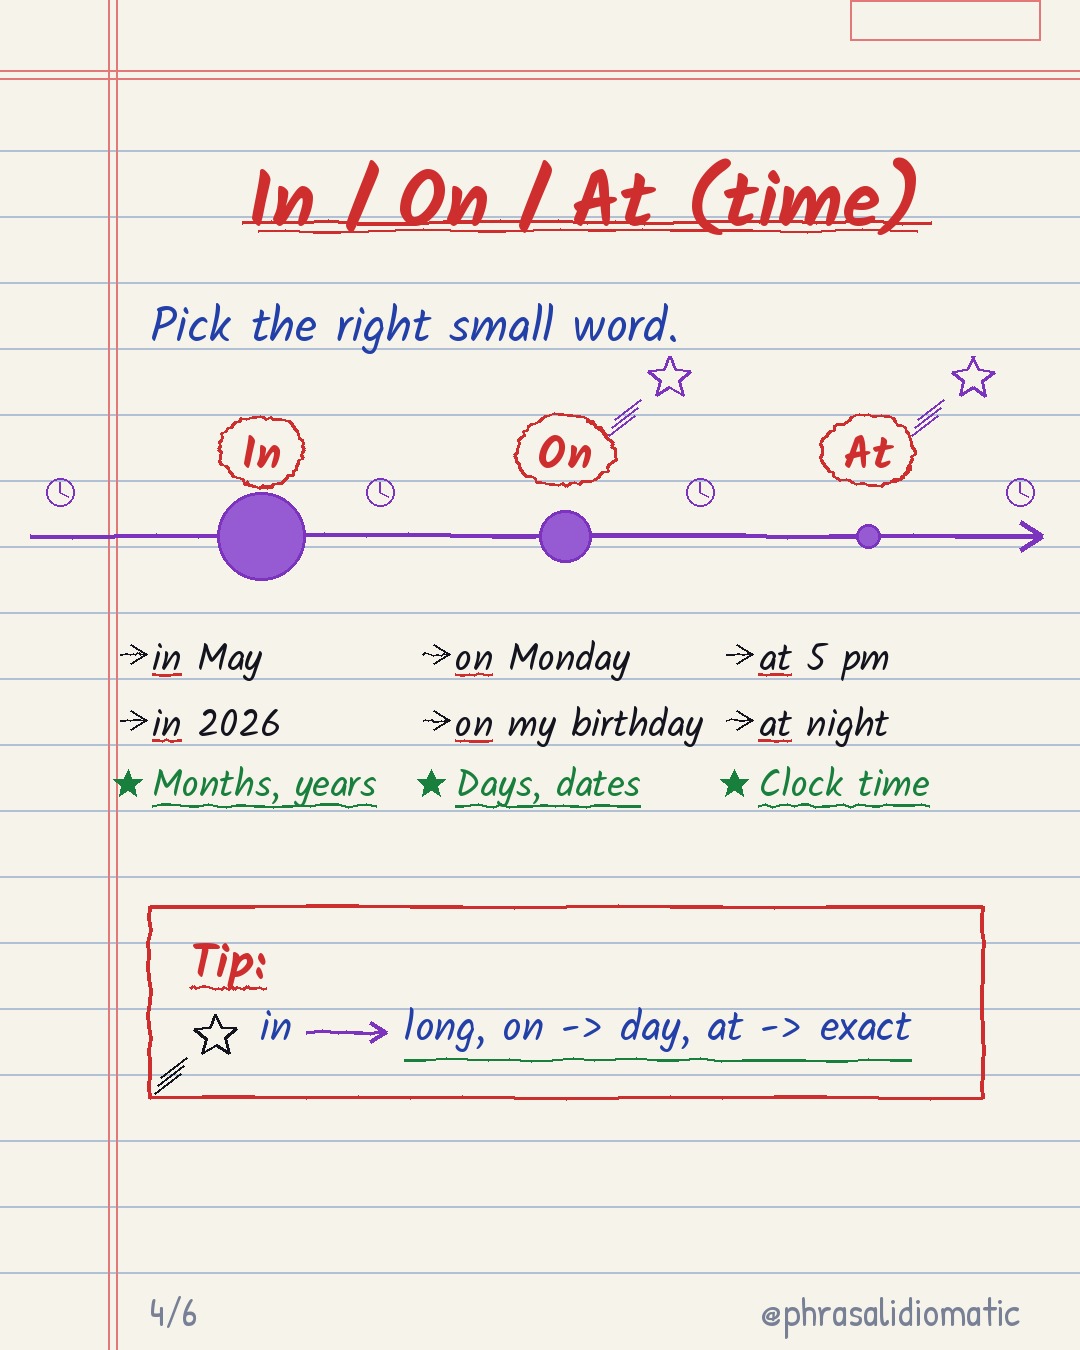 In / On / At (time)
Pick the right small word.
In
On
At
in May
in 2026
Months, years
on Monday
on my birthday
Days, dates
at 5 pm
at night
Clock time
Tip:
in → long, on -> day, at -> exact
4/6
@phrasalidiomatic